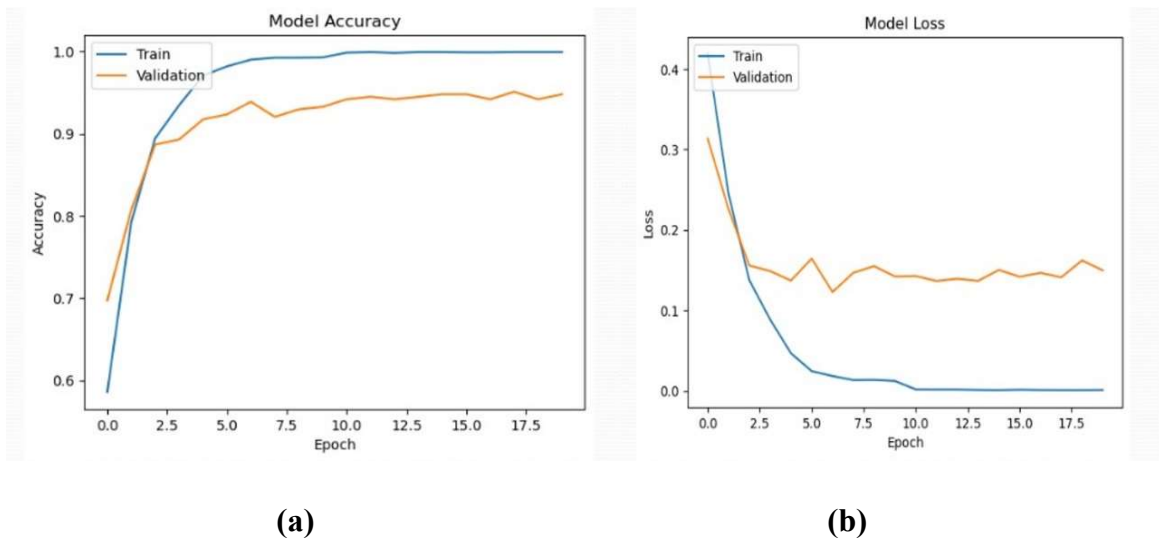 Model Accuracy
1.0
0.9
0.8
0.7
0.6
Accuracy
Train
Validation
0.0 2.5 5.0 7.5 10.0 12.5 15.0 17.5
Epoch
(a)
Model Loss
0.4
0.3
0.2
0.1
0.0
Loss
Train
Validation
0.0 2.5 5.0 7.5 10.0 12.5 15.0 17.5
Epoch
(b)